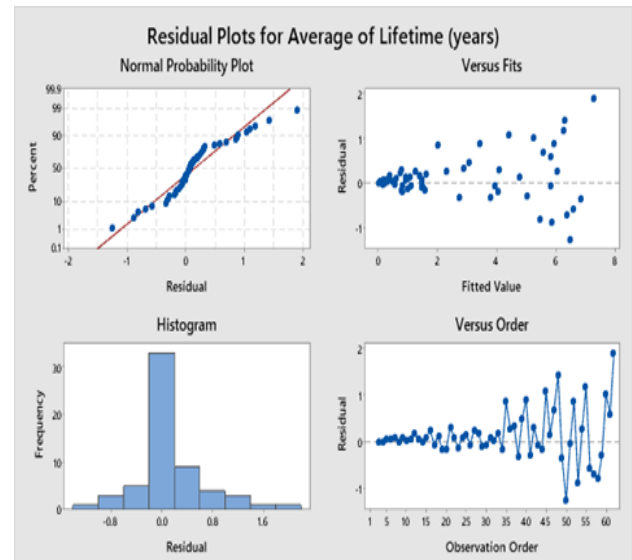 Residual Plots for Average of Lifetime (years)
Normal Probability Plot
99.9
99
90
50
10
1
0.1
Percent
-2 -1 0 1 2
Residual
Versus Fits
2
1
0
-1
Residual
0 2 4 6 8
Fitted Value
Histogram
30
20
10
0
Frequency
-0.8 0.0 0.8 1.6
Residual
Versus Order
2
1
0
-1
Residual
1 5 10 15 20 25 30 35 40 45 50 55 60
Observation Order